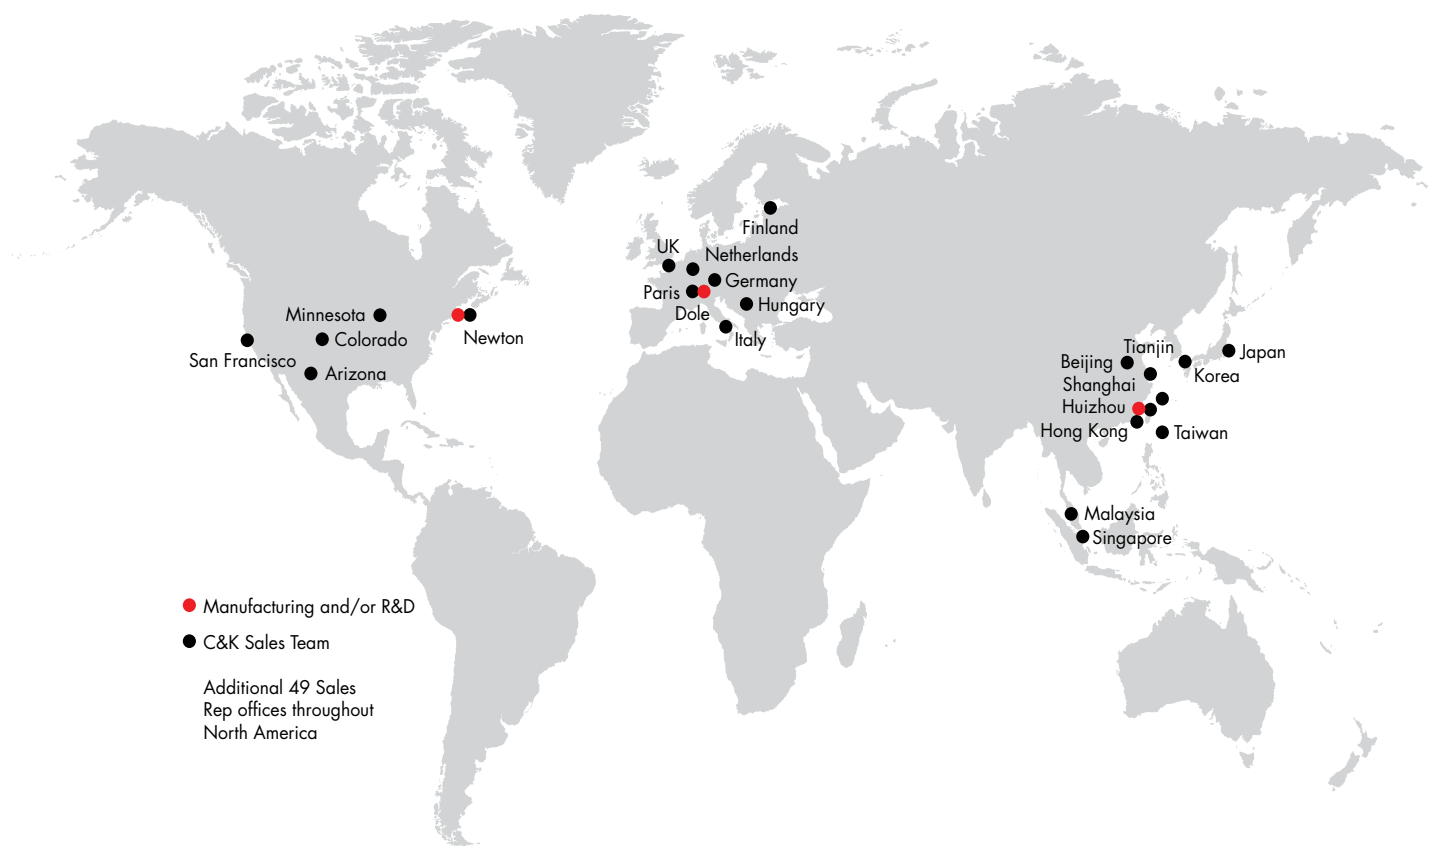 Finland
UK
Netherlands
Germany
Paris
Hungary
Dole
Italy
Minnesota
Newton
Colorado
San Francisco
Arizona
Tianjin
Japan
Beijing
Korea
Shanghai
Huizhou
Hong Kong
Taiwan
Malaysia
Singapore
Manufacturing and/or R&D
C&K Sales Team
Additional 49 Sales
Rep offices throughout
North America